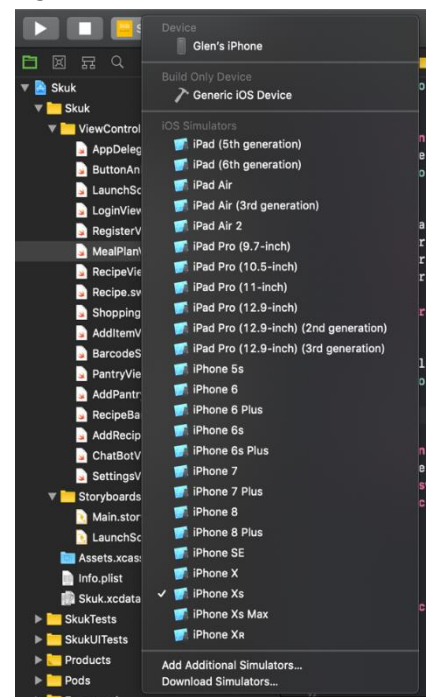 Device
Glen's iPhone
Build Only Device
Generic iOS Device
iOS Simulators
iPad (5th generation)
iPad (6th generation)
iPad Air
iPad Air (3rd generation)
iPad Air 2
iPad Pro (9.7-inch)
iPad Pro (10.5-inch)
iPad Pro (11-inch)
iPad Pro (12.9-inch)
iPad Pro (12.9-inch) (2nd generation)
iPad Pro (12.9-inch) (3rd generation)
iPhone 5s
iPhone 6
iPhone 6 Plus
iPhone 6s
iPhone 6s Plus
iPhone 7
iPhone 7 Plus
iPhone 8
iPhone 8 Plus
iPhone SE
iPhone X
✓ iPhone Xs
iPhone Xs Max
iPhone XR
Add Additional Simulators...
Download Simulators...
Skuk
Skuk
ViewControl
AppDeleg
ButtonAn
LaunchSc
LoginView
RegisterV
MealPlanV
RecipeVie
Recipe.sw
Shopping
AddItemV
BarcodeS
PantryVie
AddPantr
RecipeBa
AddRecip
ChatBotV
SettingsV
Storyboards
Main.stor
LaunchSc
Assets.xcass
Info.plist
Skuk.xcdata
SkukTests
SkukUITests
Products
Pods